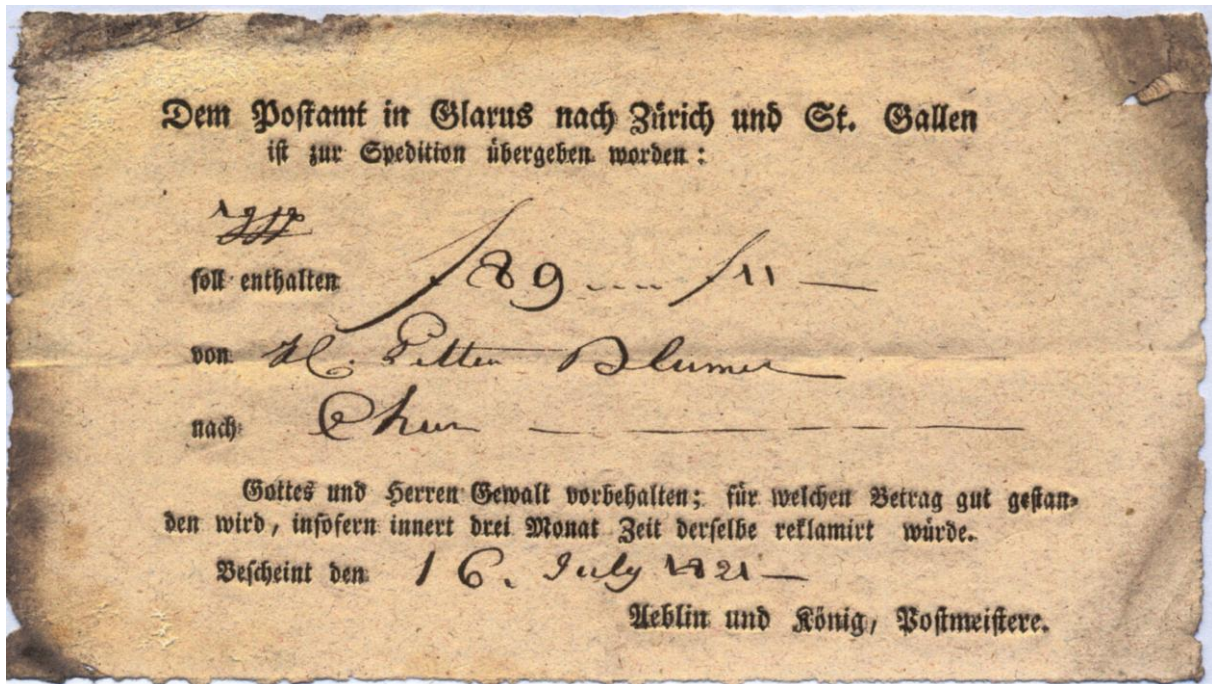 Dem Postamt in Glarus nach Zürich und St. Gallen
ist zur Spedition übergeben worden:
soll enthalten f 89 f 11 —
von H. Blumer
nach Chur
Gottes und Herren Gewalt vorbehalten; für welchen Betrag gut gestan-
den wird, insofern innert drei Monat Zeit derselbe reklamirt würde.
Bescheint den 16. July 1821 —
Aeblin und König, Postmeistere.